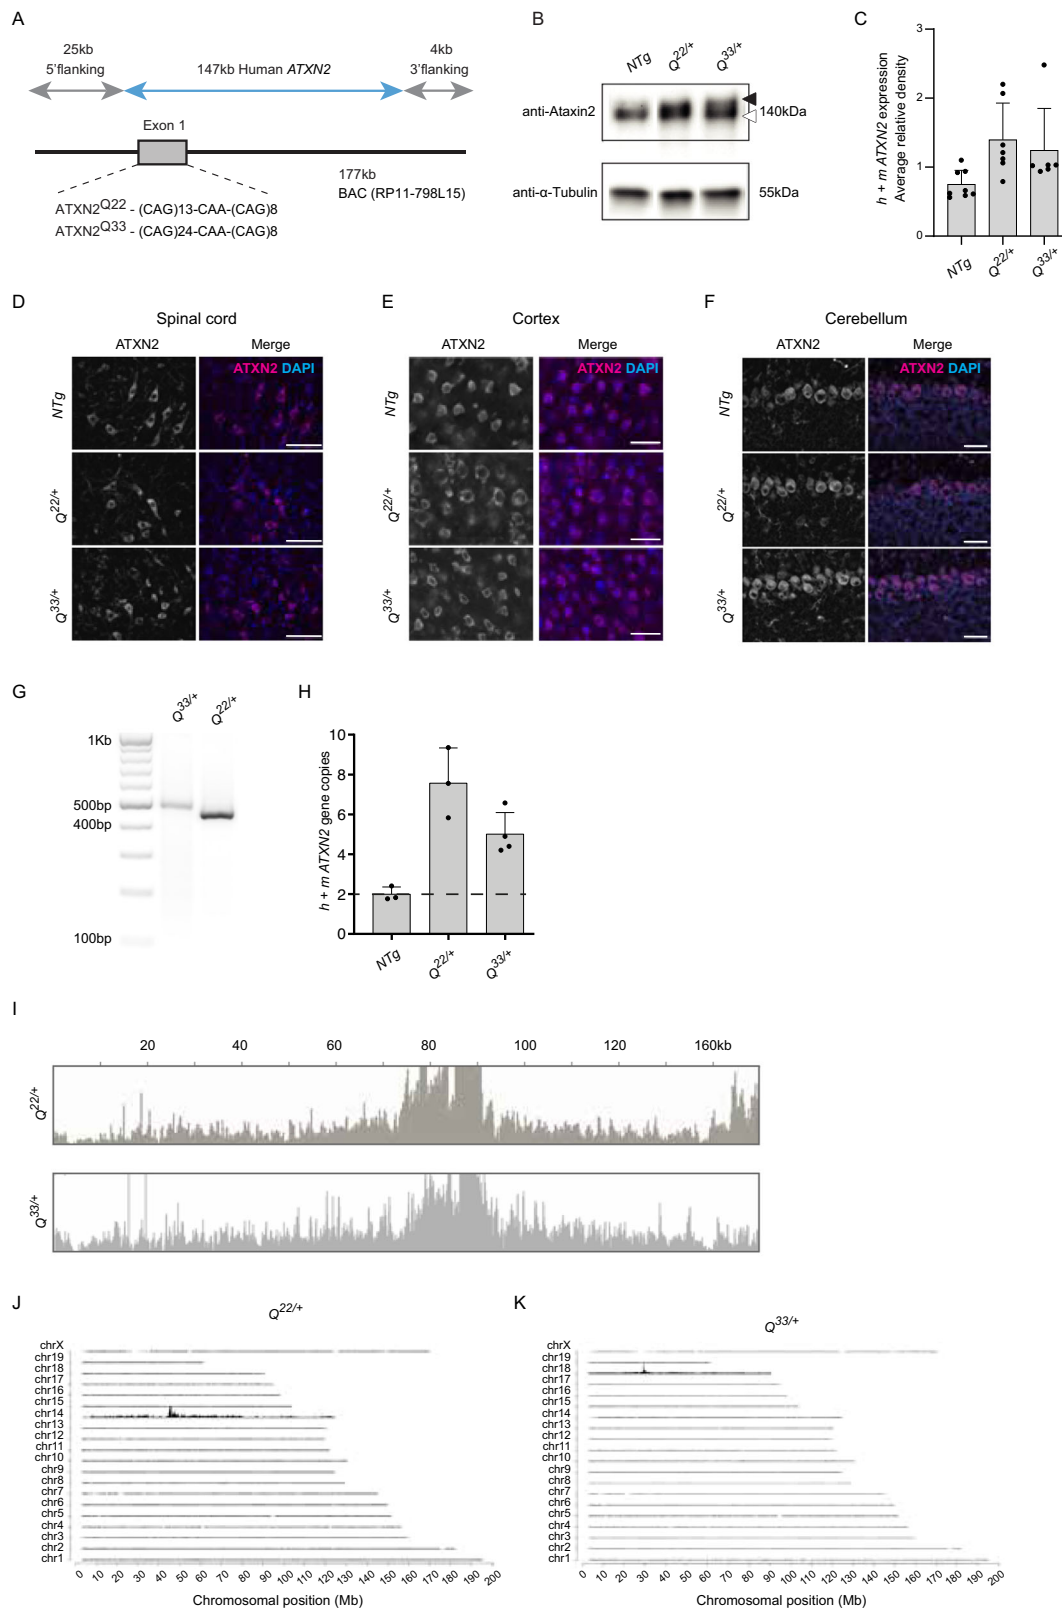 A
25kb
5'flanking
147kb Human ATXN2
4kb
3'flanking
Exon 1
177kb
BAC (RP11-798L15)
ATXN2Q22 - (CAG)13-CAA-(CAG)8
ATXN2Q33 - (CAG)24-CAA-(CAG)8
B
NTg
Q22/+
Q33/+
anti-Ataxin2
140kDa
anti-α-Tubulin
55kDa
C
h + m ATXN2 expression
Average relative density
3
2
1
0
NTg
Q22/+
Q33/+
D
Spinal cord
ATXN2
Merge
ATXN2 DAPI
NTg
Q22/+
Q33/+
E
Cortex
ATXN2
Merge
ATXN2 DAPI
NTg
Q22/+
Q33/+
F
Cerebellum
ATXN2
Merge
ATXN2 DAPI
NTg
Q22/+
Q33/+
G
Q33/+
Q22/+
1Kb
500bp
400bp
100bp
H
h + m ATXN2 gene copies
10
8
6
4
2
0
NTg
Q22/+
Q33/+
I
20 40 60 80 100 120 160kb
Q22/+
Q33/+
J
Q22/+
chrX
chr19
chr18
chr17
chr16
chr15
chr14
chr13
chr12
chr11
chr10
chr9
chr8
chr7
chr6
chr5
chr4
chr3
chr2
chr1
0 10 20 30 40 50 60 70 80 90 100 110 120 130 140 150 160 170 180 190 200
Chromosomal position (Mb)
K
Q33/+
chrX
chr19
chr18
chr17
chr16
chr15
chr14
chr13
chr12
chr11
chr10
chr9
chr8
chr7
chr6
chr5
chr4
chr3
chr2
chr1
0 10 20 30 40 50 60 70 80 90 100 110 120 130 140 150 160 170 180 190 200
Chromosomal position (Mb)